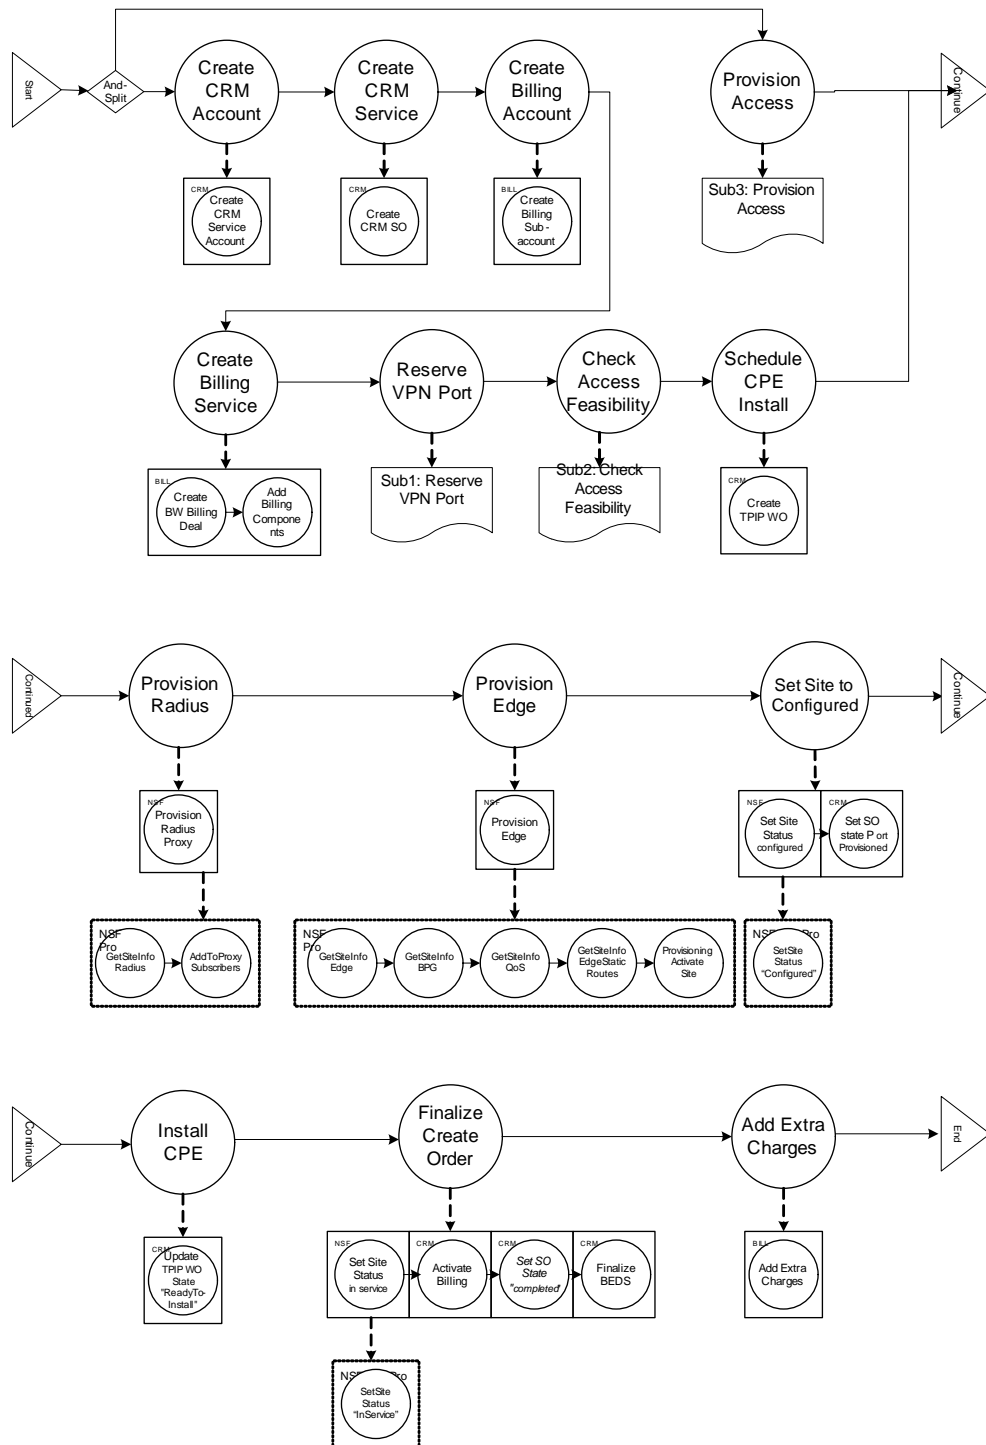 Start
And-
Split
Create
CRM
Account
Create
CRM
Service
Create
Billing
Account
Provision
Access
Continue
CRM
Create
CRM
Service
Account
CRM
Create
CRM SO
BILL
Create
Billing
Sub -
account
Sub3: Provision
Access
Create
Billing
Service
Reserve
VPN Port
Check
Access
Feasibility
Schedule
CPE
Install
BILL
Create
BW Billing
Deal
Add
Billing
Compone
nts
Sub1: Reserve
VPN Port
Sub2: Check
Access
Feasibility
CRM
Create
TPIP WO
Continued
Provision
Radius
Provision
Edge
Set Site to
Configured
Continue
NSF
Provision
Radius
Proxy
NSF
Provision
Edge
NSF
Set Site
Status
configured
CRM
Set SO
state P ort
Provisioned
NSF
Pro
GetSiteInfo
Radius
AddToProxy
Subscribers
NSF
Pro
GetSiteInfo
Edge
GetSiteInfo
BPG
GetSiteInfo
QoS
GetSiteInfo
EdgeStatic
Routes
Provisioning
Activate
Site
NSF Pro
SetSite
Status
"Configured"
Continue
Install
CPE
Finalize
Create
Order
Add Extra
Charges
End
CRM
Update
TPIP WO
State
"ReadyTo-
Install"
NSF
Set Site
Status
in service
CRM
Activate
Billing
CRM
Set SO
State
"completed'
CRM
Finalize
BEDS
BILL
Add Extra
Charges
NSF Pro
SetSite
Status
"InService"